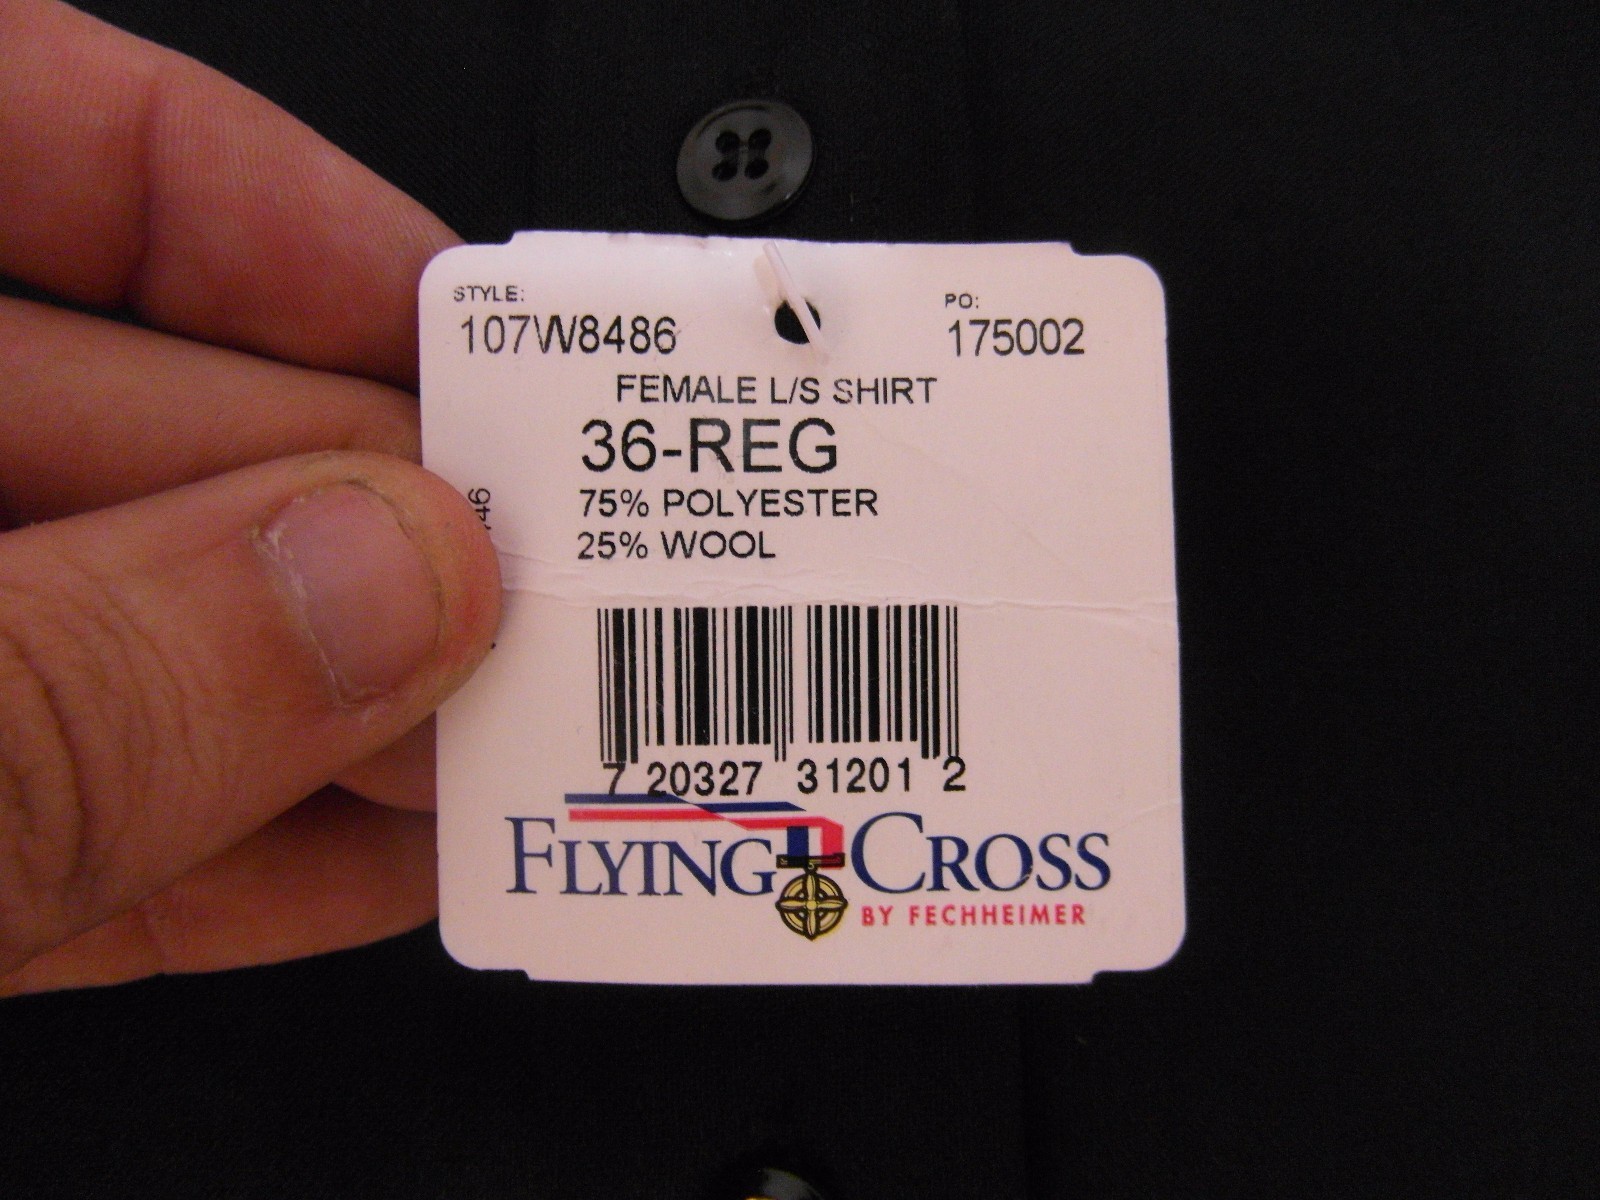 STYLE:
107W8486
PO:
175002
FEMALE L/S SHIRT
36-REG
75% POLYESTER
25% WOOL
7 20327 31201 2
FLYING CROSS
BY FECHHEIMER